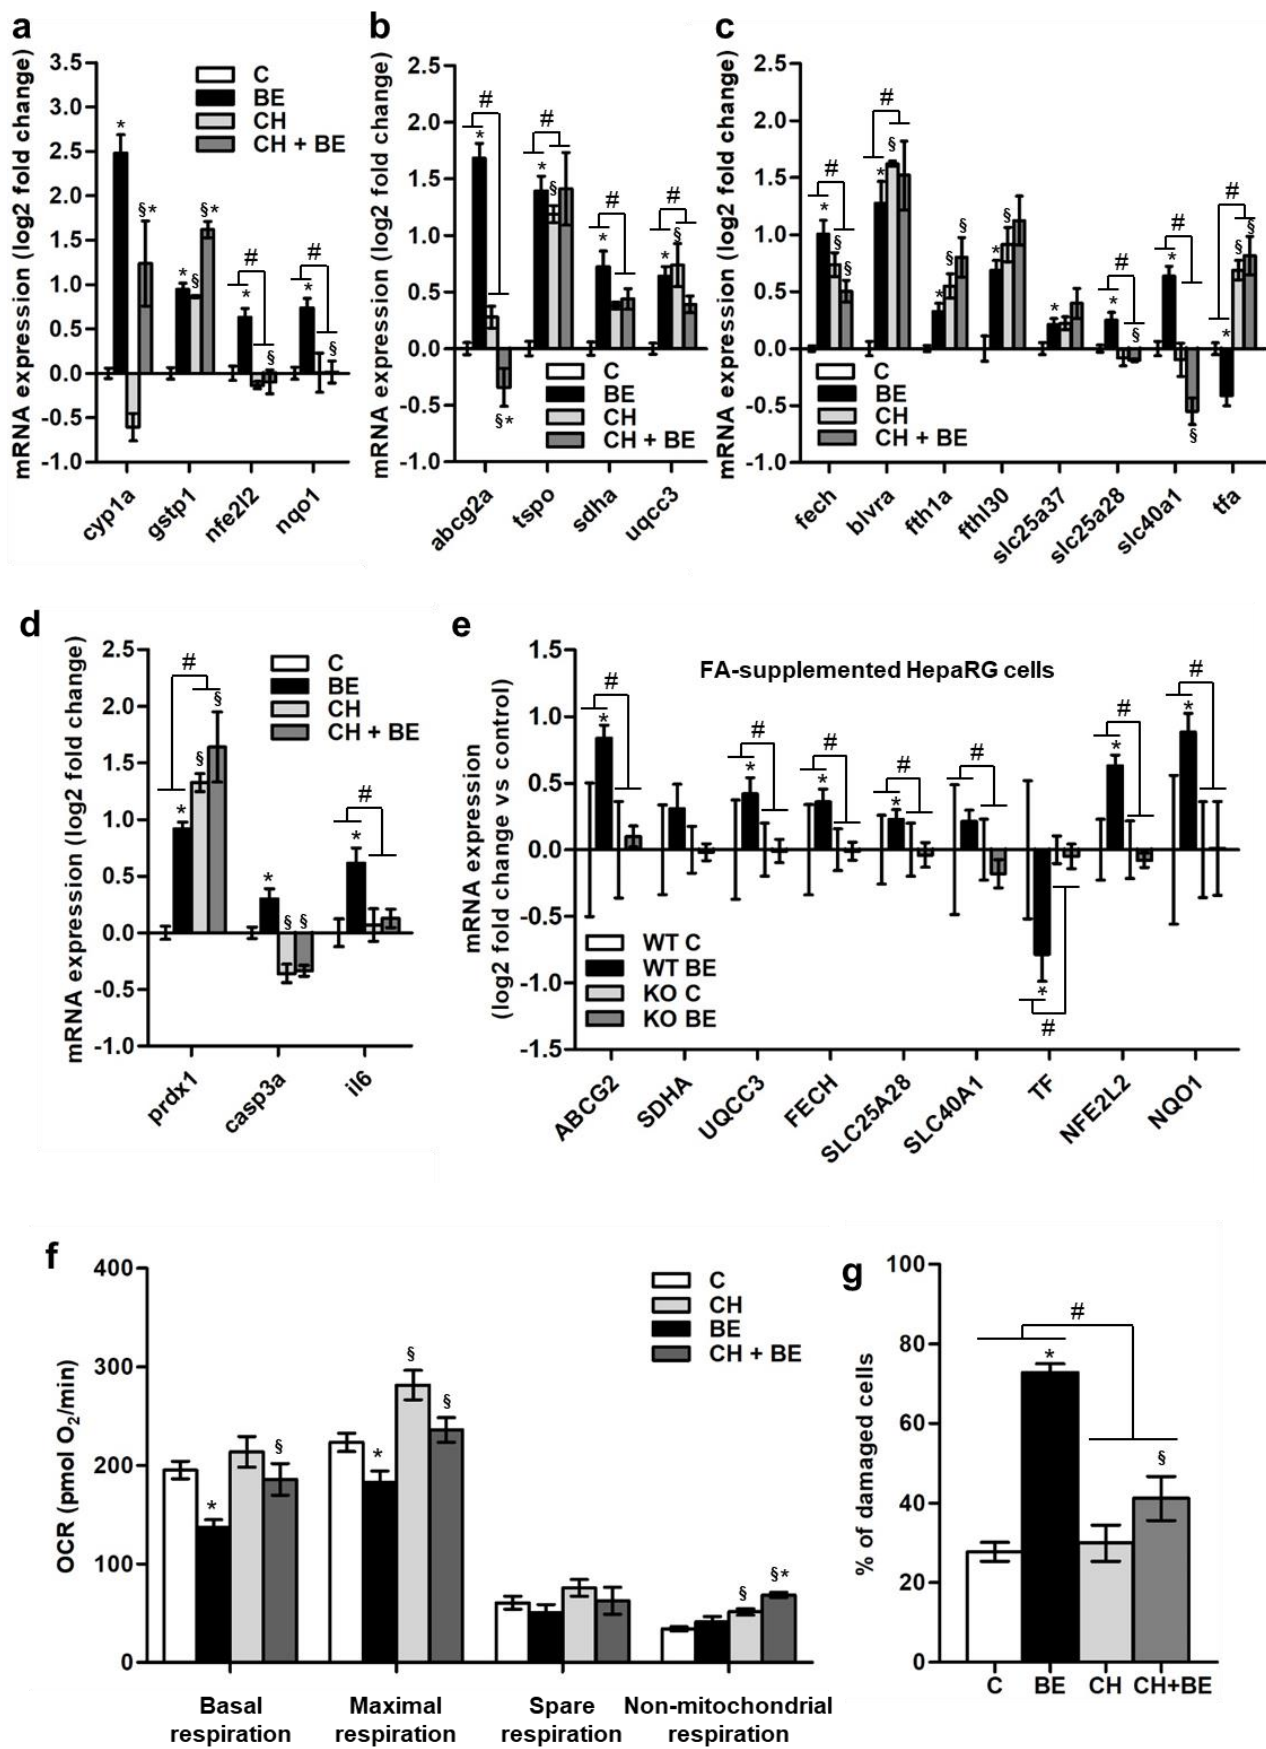 a
mRNA expression (log2 fold change)
3.5
3.0
2.5
2.0
1.5
1.0
0.5
0.0
-0.5
-1.0
C
BE
CH
CH + BE
*
§*
*
§
§*
#
*
§
#
*
§
cyp1a
gstp1
nfe2l2
nqo1
b
mRNA expression (log2 fold change)
2.5
2.0
1.5
1.0
0.5
0.0
-0.5
-1.0
#
*
§*
#
*
§
#
*
#
*
§
C
BE
CH
CH + BE
abcg2a
tspo
sdha
uqcc3
c
mRNA expression (log2 fold change)
2.5
2.0
1.5
1.0
0.5
0.0
-0.5
-1.0
#
*
§
§
#
*
§
*
§
§
*
§
*
#
*
§
#
*
§
#
*
§
§
C
BE
CH
CH + BE
fech
blvra
fth1a
fthl30
slc25a37
slc25a28
slc40a1
tfa
d
mRNA expression (log2 fold change)
2.5
2.0
1.5
1.0
0.5
0.0
-0.5
-1.0
C
BE
CH
CH + BE
#
*
§
§
*
§
§
#
*
prdx1
casp3a
il6
e
mRNA expression
(log2 fold change vs control)
1.5
1.0
0.5
0.0
-0.5
-1.0
-1.5
FA-supplemented HepaRG cells
#
*
#
*
#
*
#
*
#
*
#
#
*
#
*
WT C
WT BE
KO C
KO BE
ABCG2
SDHA
UQCC3
FECH
SLC25A28
SLC40A1
TF
NFE2L2
NQO1
f
OCR (pmol O₂/min)
400
300
200
100
0
C
CH
BE
CH + BE
*
§
*
§
§
§
§*
Basal
respiration
Maximal
respiration
Spare
respiration
Non-mitochondrial
respiration
g
% of damaged cells
100
80
60
40
20
0
#
*
§
C
BE
CH
CH+BE